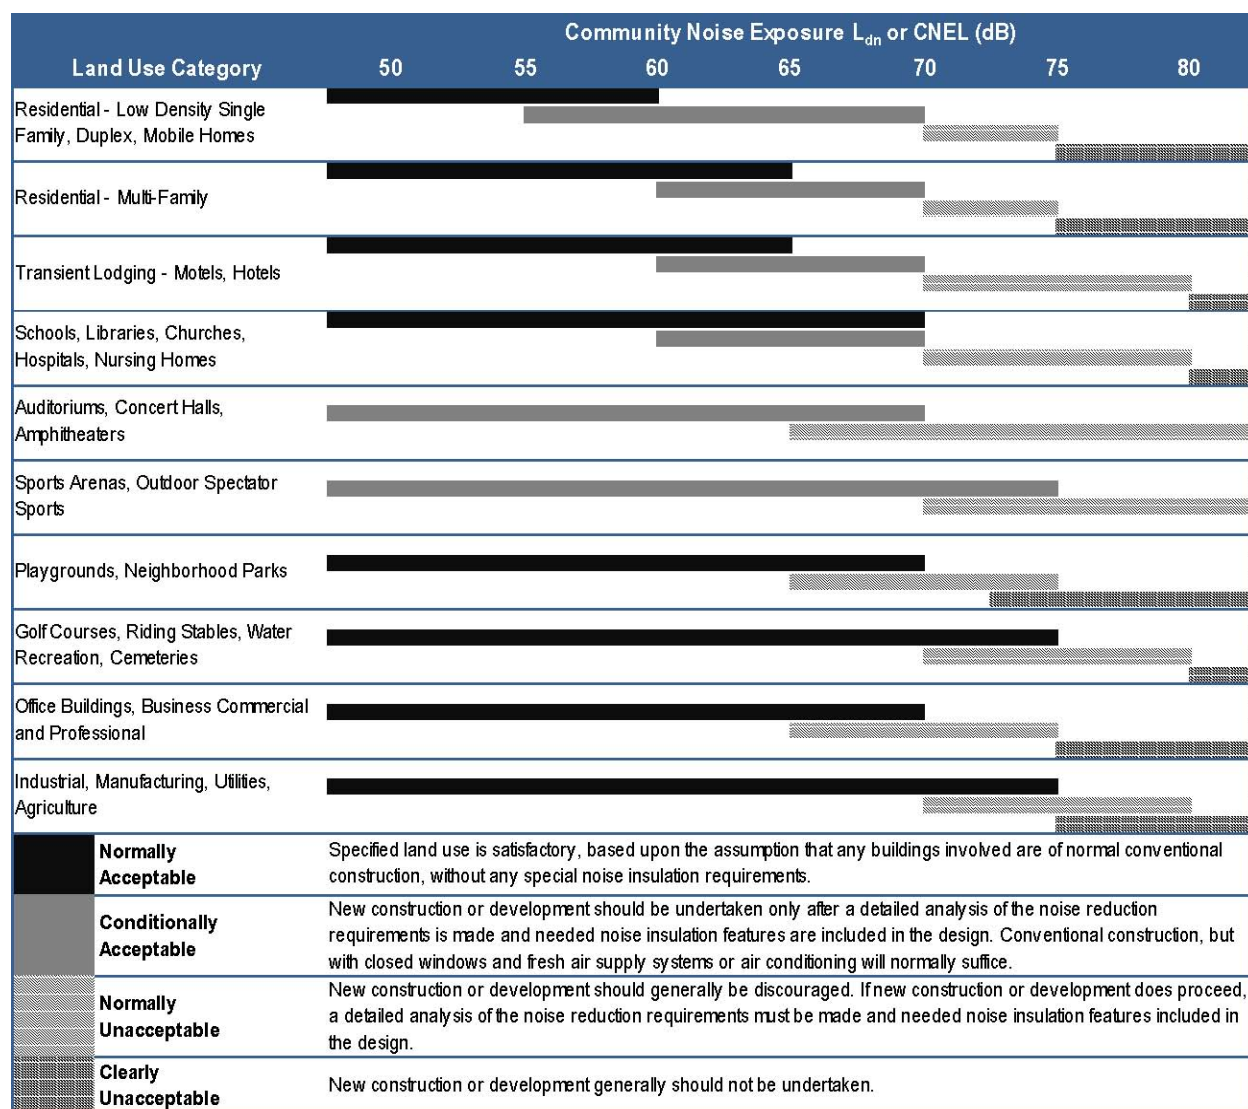 Community Noise Exposure Ldn or CNEL (dB)
Land Use Category 50 55 60 65 70 75 80
Residential - Low Density Single
Family, Duplex, Mobile Homes
Residential - Multi-Family
Transient Lodging - Motels, Hotels
Schools, Libraries, Churches,
Hospitals, Nursing Homes
Auditoriums, Concert Halls,
Amphitheaters
Sports Arenas, Outdoor Spectator
Sports
Playgrounds, Neighborhood Parks
Golf Courses, Riding Stables, Water
Recreation, Cemeteries
Office Buildings, Business Commercial
and Professional
Industrial, Manufacturing, Utilities,
Agriculture
Normally
Acceptable
Specified land use is satisfactory, based upon the assumption that any buildings involved are of normal conventional
construction, without any special noise insulation requirements.
Conditionally
Acceptable
New construction or development should be undertaken only after a detailed analysis of the noise reduction
requirements is made and needed noise insulation features are included in the design. Conventional construction, but
with closed windows and fresh air supply systems or air conditioning will normally suffice.
Normally
Unacceptable
New construction or development should generally be discouraged. If new construction or development does proceed,
a detailed analysis of the noise reduction requirements must be made and needed noise insulation features included in
the design.
Clearly
Unacceptable
New construction or development generally should not be undertaken.